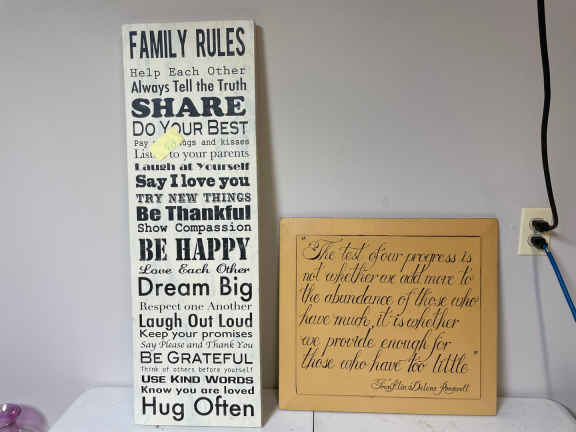 FAMILY RULES
Help Each Other
Always Tell the Truth
SHARE
DO YOUR BEST
Pay hugs and kisses
Listen to your parents
Laugh at Yourself
Say I love you
TRY NEW THINGS
Be Thankful
Show Compassion
BE HAPPY
Love Each Other
Dream Big
Respect one Another
Laugh Out Loud
Keep your promises
Say Please and Thank You
BE GRATEFUL
Think of others before yourself
USE KIND WORDS
Know you are loved
Hug Often
"The test of our progress is
not whether we add more to
the abundance of those who
have much, it is whether
we provide enough for
those who have too little"
Franklin Delano Roosevelt